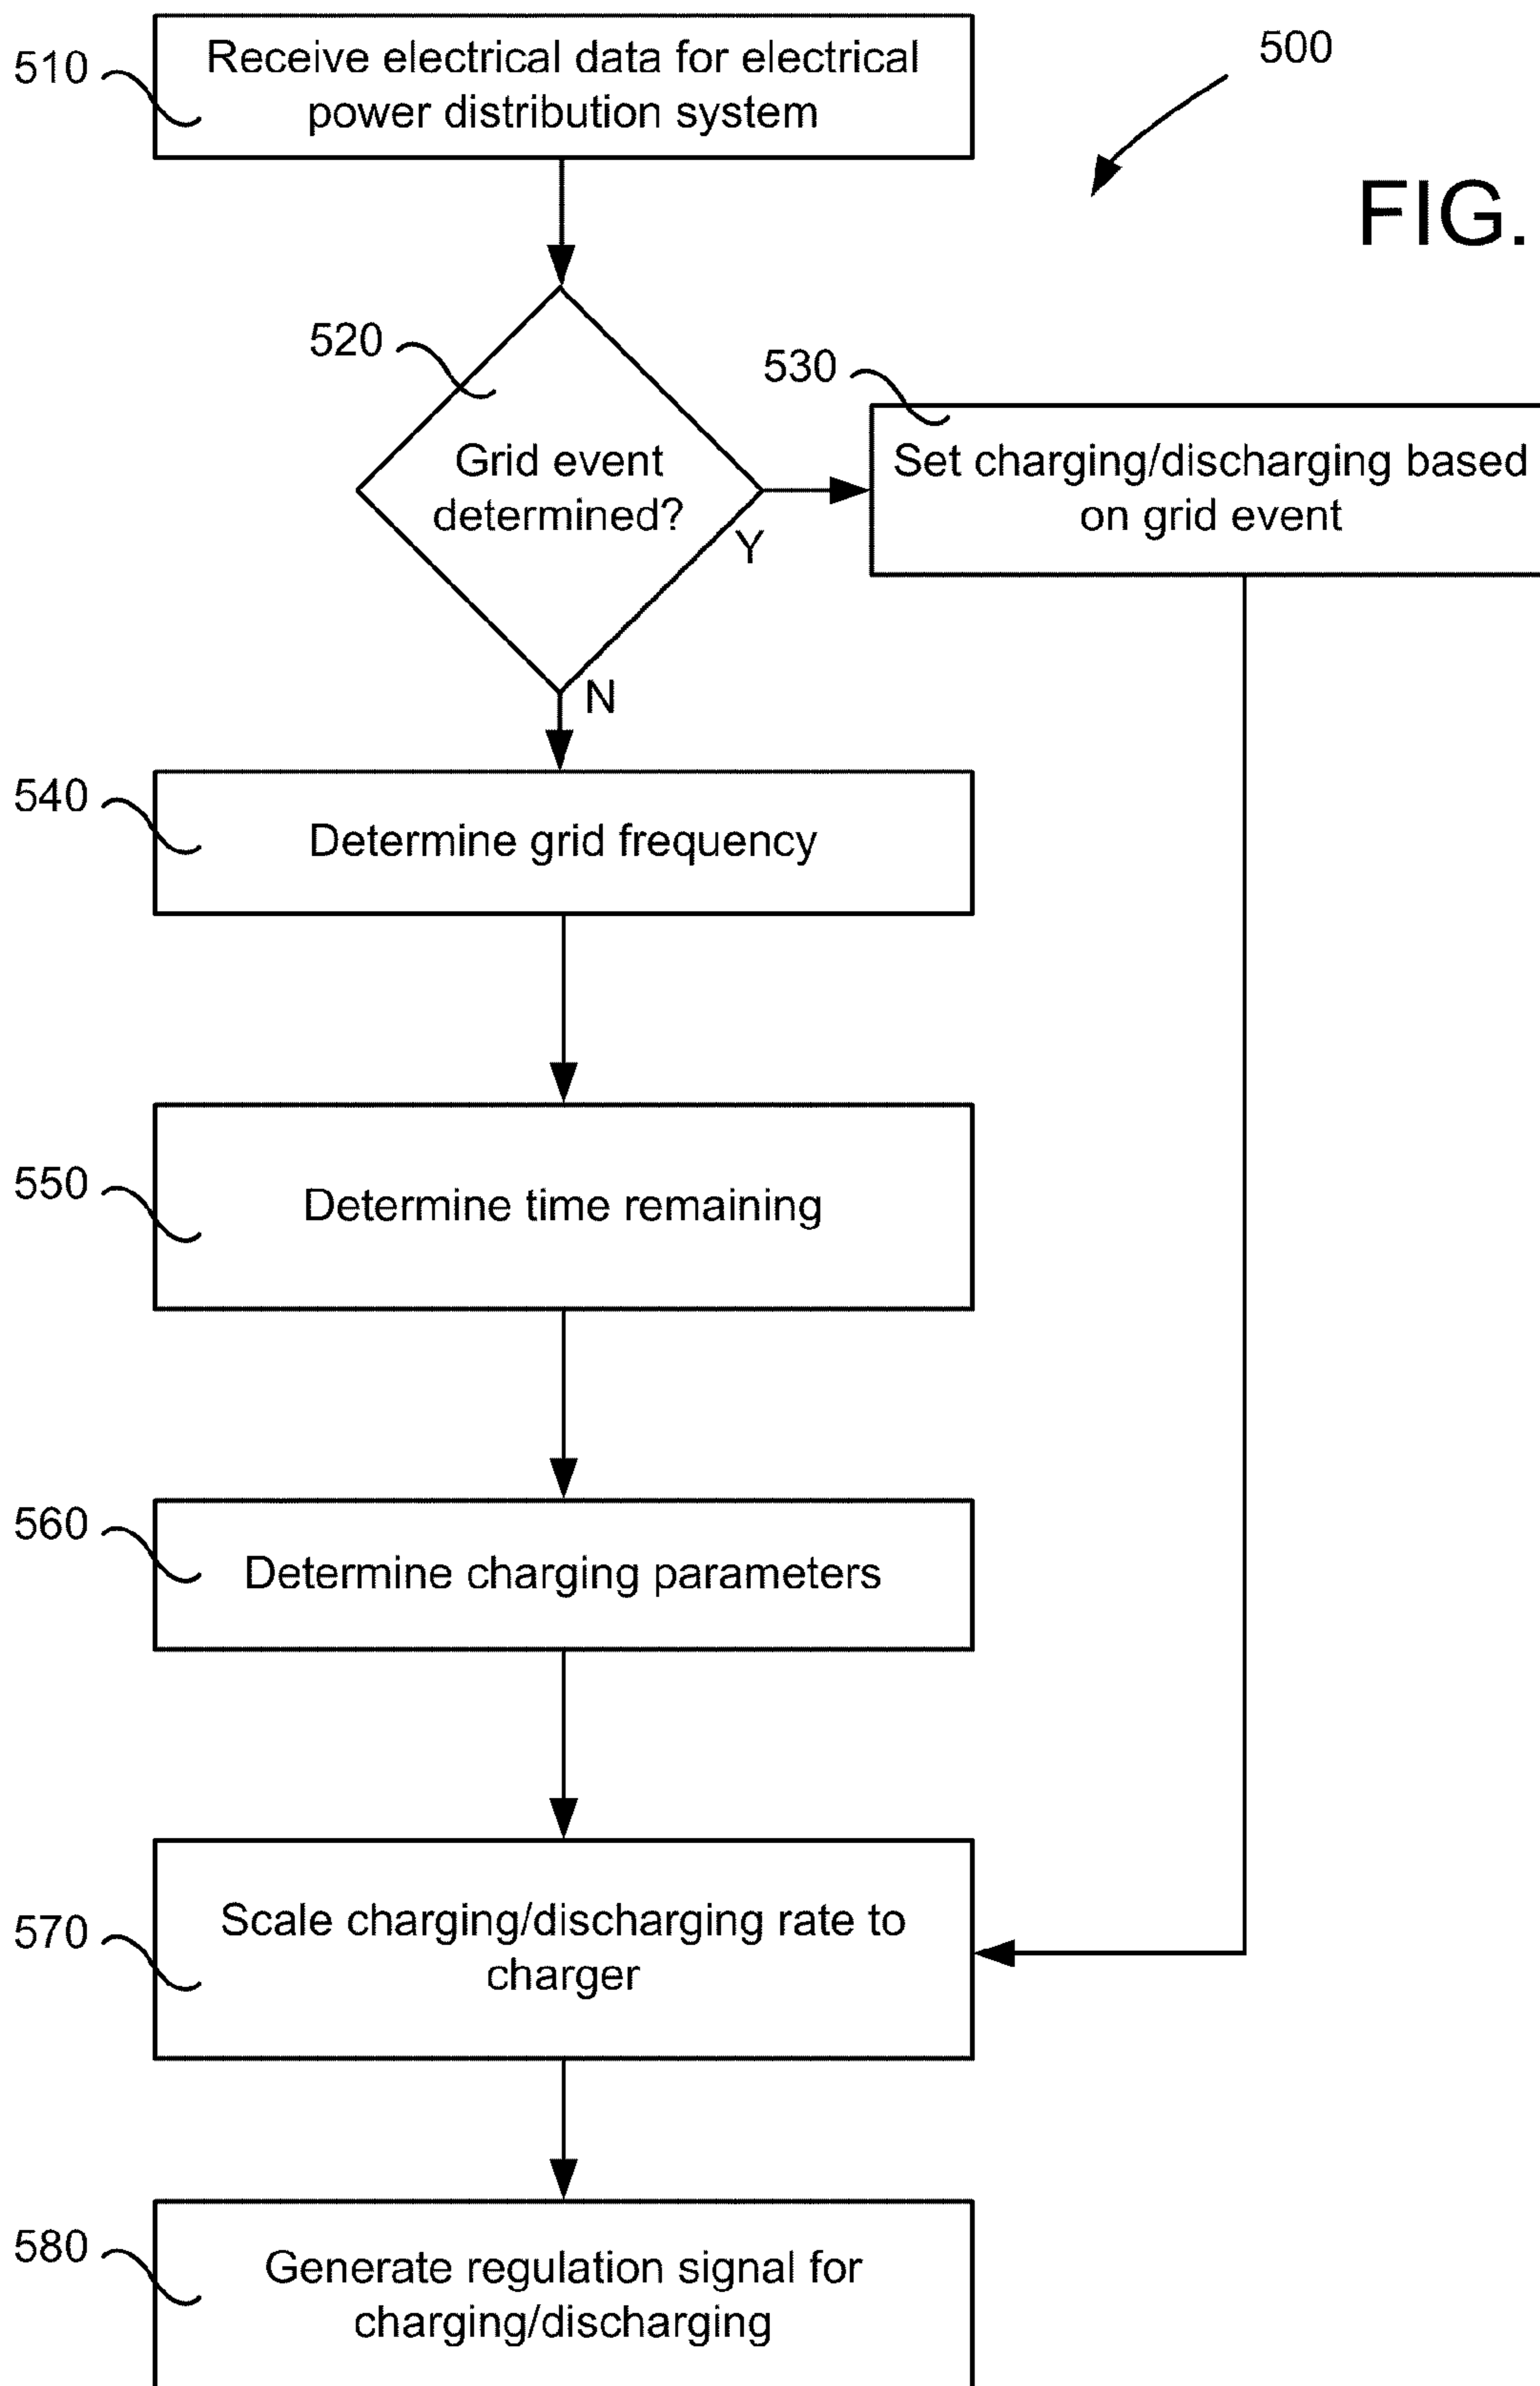 510
Receive electrical data for electrical
power distribution system
500
FIG.
520
Grid event
determined?
Y
N
530
Set charging/discharging based
on grid event
540
Determine grid frequency
550
Determine time remaining
560
Determine charging parameters
570
Scale charging/discharging rate to
charger
580
Generate regulation signal for
charging/discharging